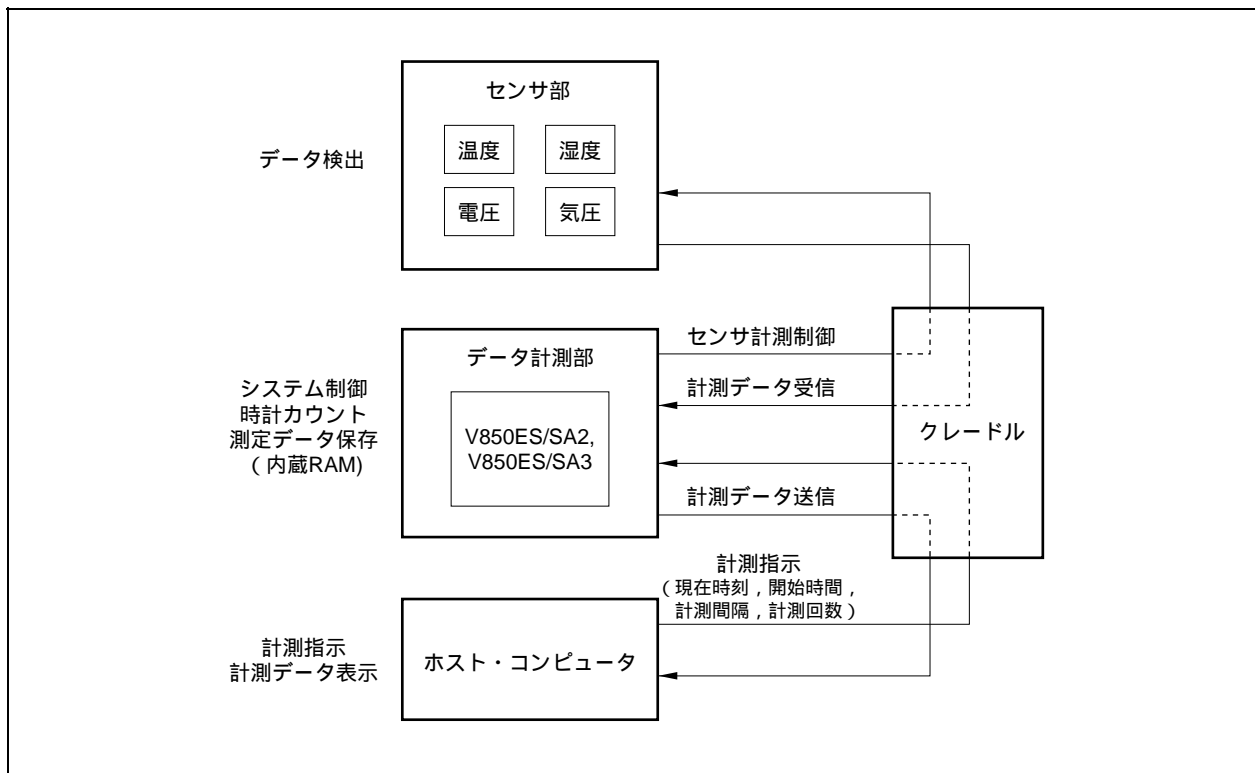 センサ部
温度
湿度
データ検出
電圧
気圧
データ計測部
センサ計測制御
システム制御
時計カウント
測定データ保存
（内蔵RAM)
計測データ受信
V850ES/SA2,
V850ES/SA3
クレードル
計測データ送信
計測指示
（現在時刻，開始時間，
計測間隔，計測回数）
計測指示
計測データ表示
ホスト・コンピュータ